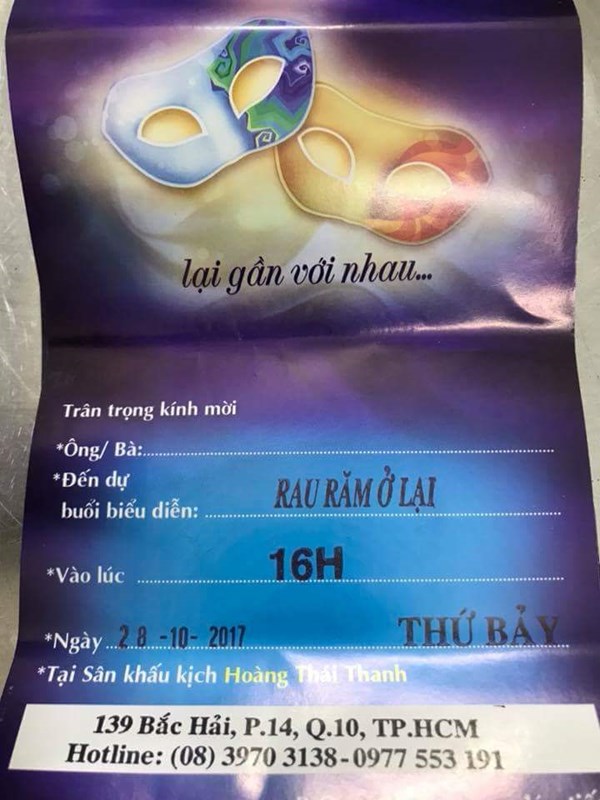 lại gần với nhau...
Trân trọng kính mời
*Ông/ Bà:
*Đến dự
buổi biểu diễn: RAU RĂM Ở LẠI
*Vào lúc 16H
*Ngày 28 -10- 2017 THỨ BẢY
*Tại Sân khấu kịch Hoàng Thái Thanh
139 Bắc Hải, P.14, Q.10, TP.HCM
Hotline: (08) 3970 3138-0977 553 191